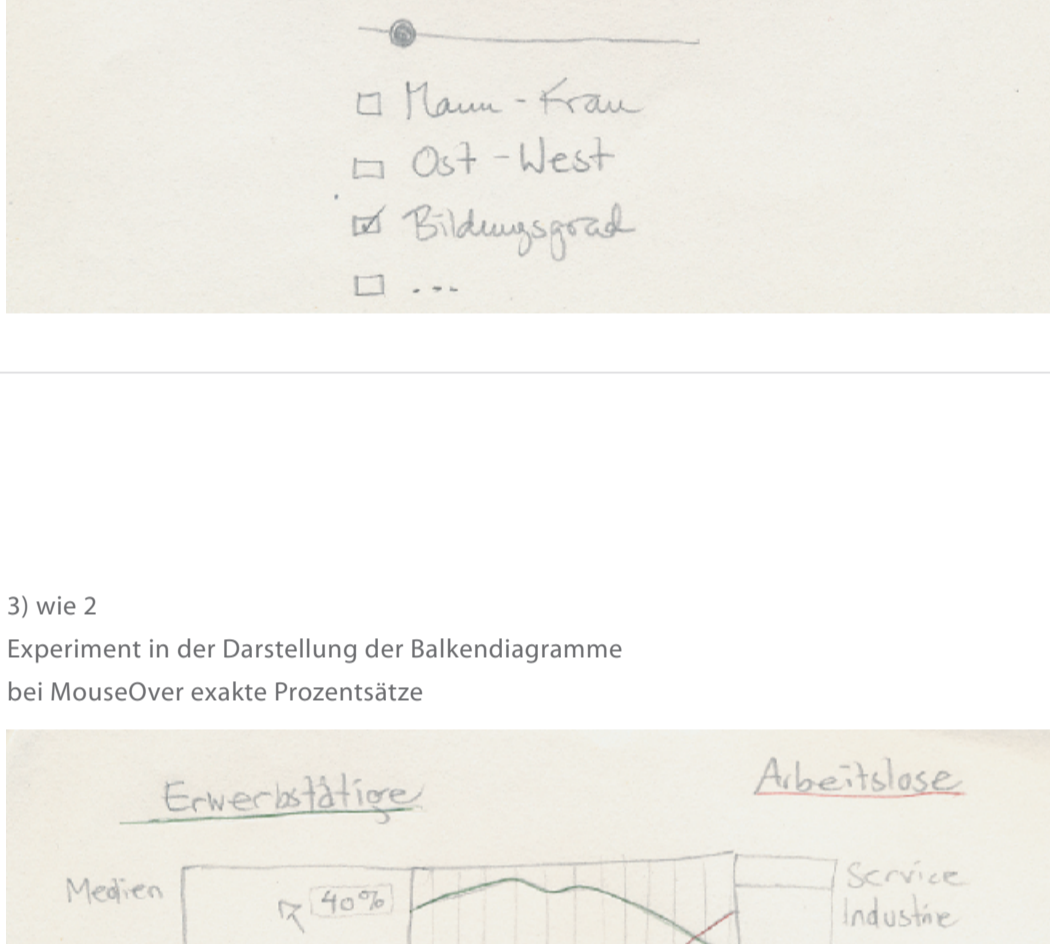 Mann - Frau
Ost - West
Bildungsgrad
...
3) wie 2
Experiment in der Darstellung der Balkendiagramme
bei MouseOver exakte Prozentsätze
Erwerbstätige
Arbeitslose
Medien
40%
Service
Industrie